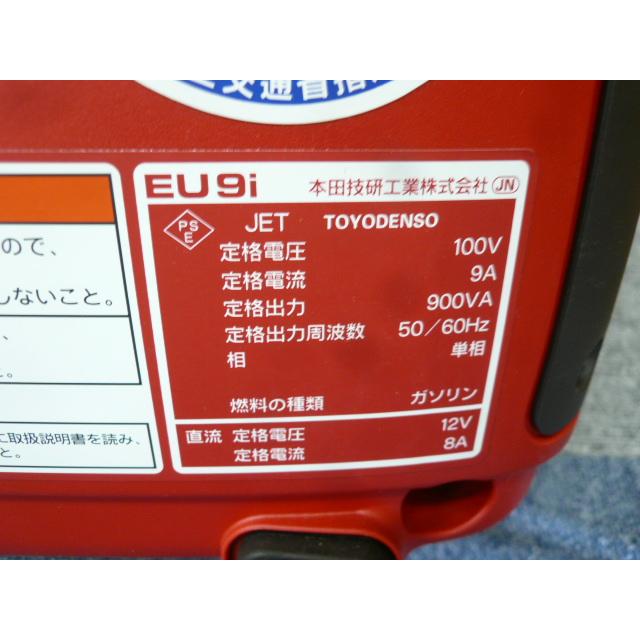 交通省指
EU9i 本田技研工業株式会社 JN
PSE JET TOYODENSO
定格電圧 100V
定格電流 9A
定格出力 900VA
定格出力周波数 50/60Hz
相 単相
燃料の種類 ガソリン
直流 定格電圧 12V
定格電流 8A
ので、
しないこと。
、
。
に取扱説明書を読み、
と。